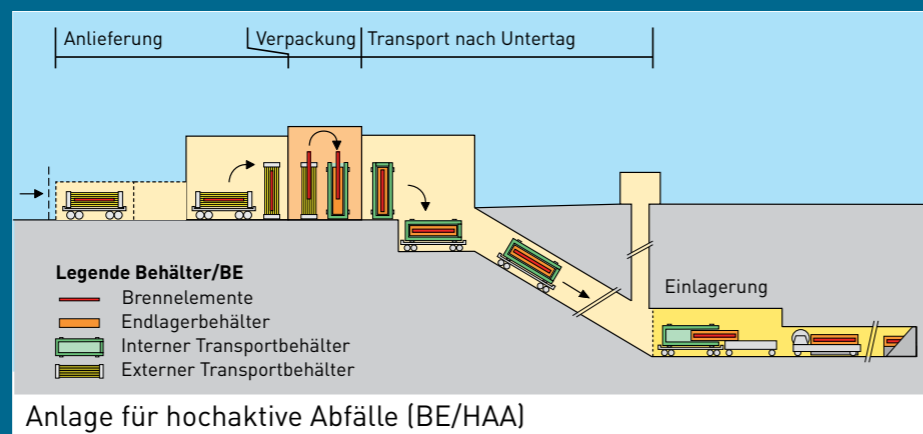 Anlieferung
Verpackung
Transport nach Untertag
Legende Behälter/BE
Brennelemente
Endlagerbehälter
Interner Transportbehälter
Externer Transportbehälter
Einlagerung
Anlage für hochaktive Abfälle (BE/HAA)